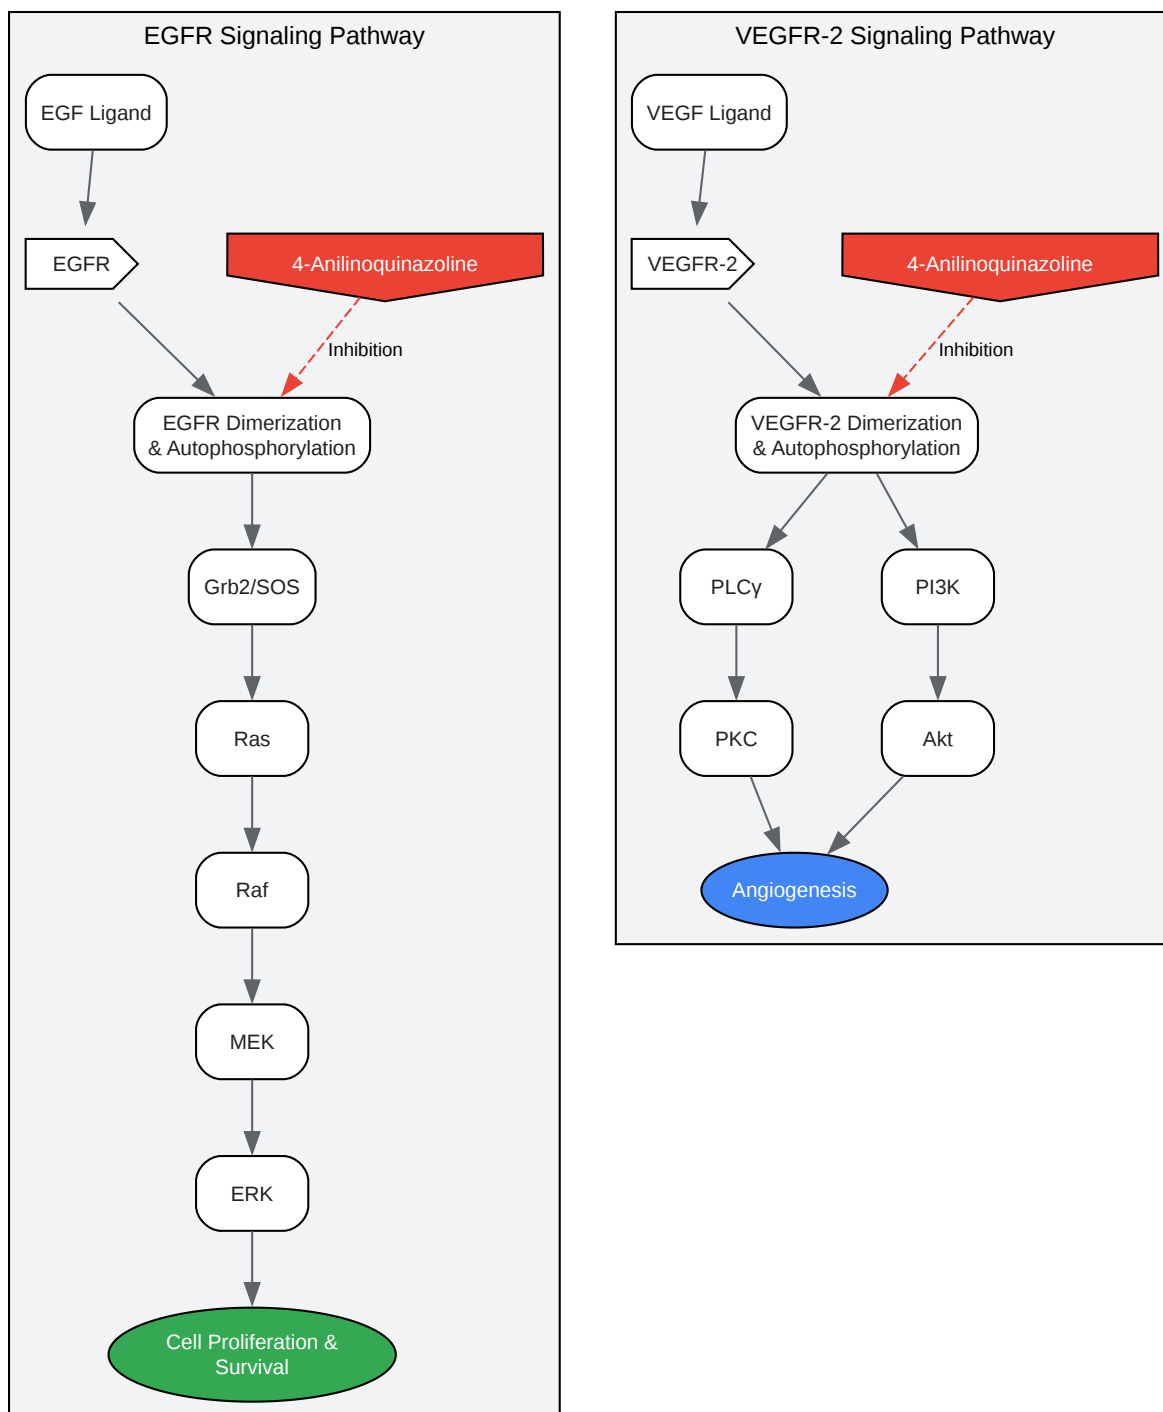 EGFR Signaling Pathway
EGF Ligand
EGFR
4-Anilinoquinazoline
Inhibition
EGFR Dimerization
& Autophosphorylation
Grb2/SOS
Ras
Raf
MEK
ERK
Cell Proliferation &
Survival
VEGFR-2 Signaling Pathway
VEGF Ligand
VEGFR-2
4-Anilinoquinazoline
Inhibition
VEGFR-2 Dimerization
& Autophosphorylation
PLCγ
PI3K
PKC
Akt
Angiogenesis